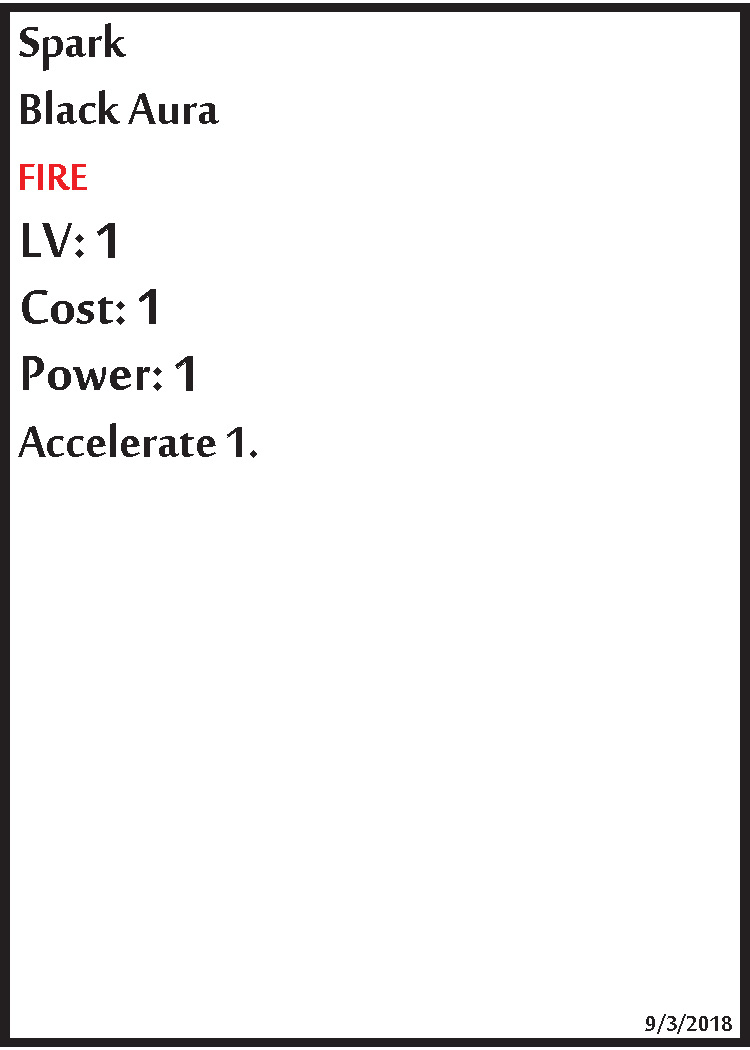 Spark
Black Aura
FIRE
LV: 1
Cost: 1
Power: 1
Accelerate 1.
9/3/2018